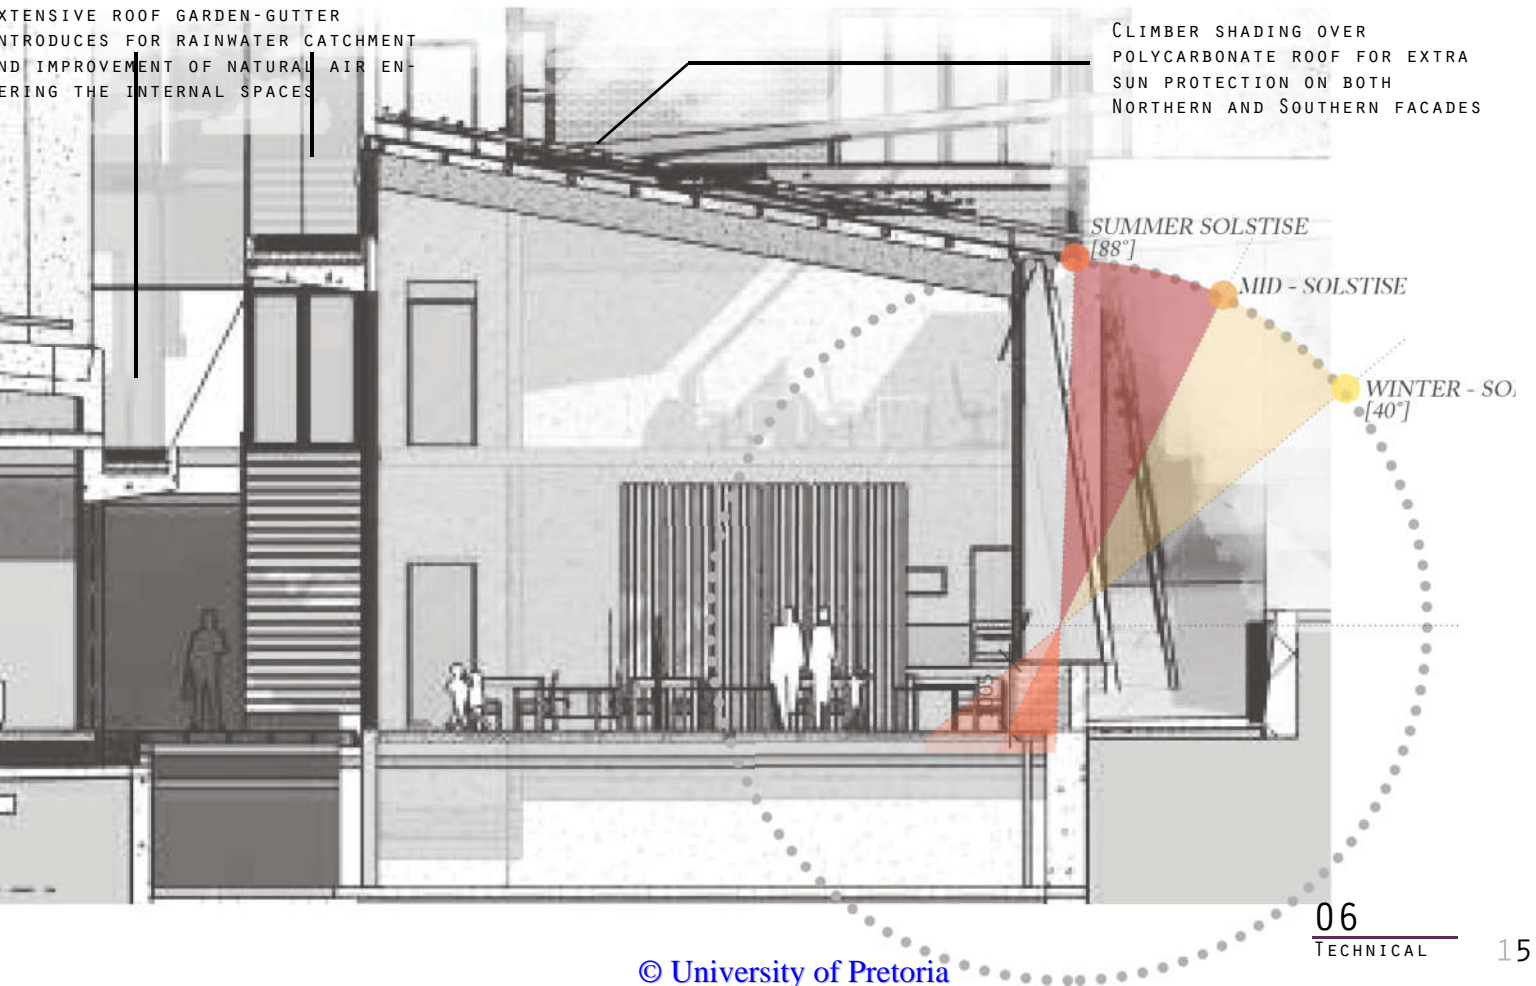 XTENSIVE ROOF GARDEN-GUTTER
NTRODUCES FOR RAINWATER CATCHMENT
ND IMPROVEMENT OF NATURAL AIR EN-
ERING THE INTERNAL SPACES
CLIMBER SHADING OVER
POLYCARBONATE ROOF FOR EXTRA
SUN PROTECTION ON BOTH
NORTHERN AND SOUTHERN FACADES
SUMMER SOLSTISE
[88°]
MID - SOLSTISE
WINTER - SO
[40°]
06
TECHNICAL
15
© University of Pretoria